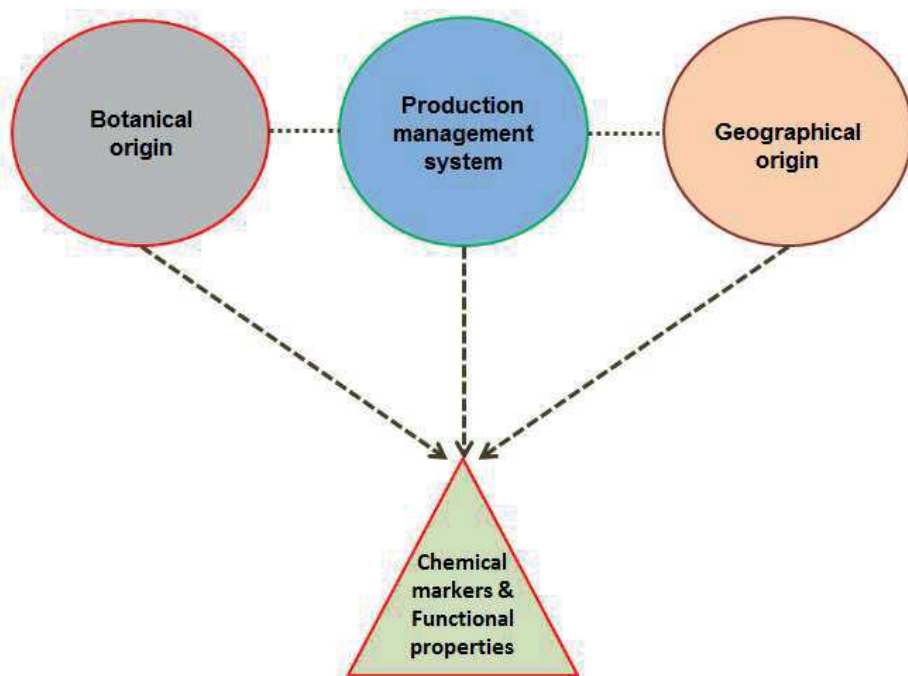 Botanical
origin
Production
management
system
Geographical
origin
Chemical
markers &
Functional
properties